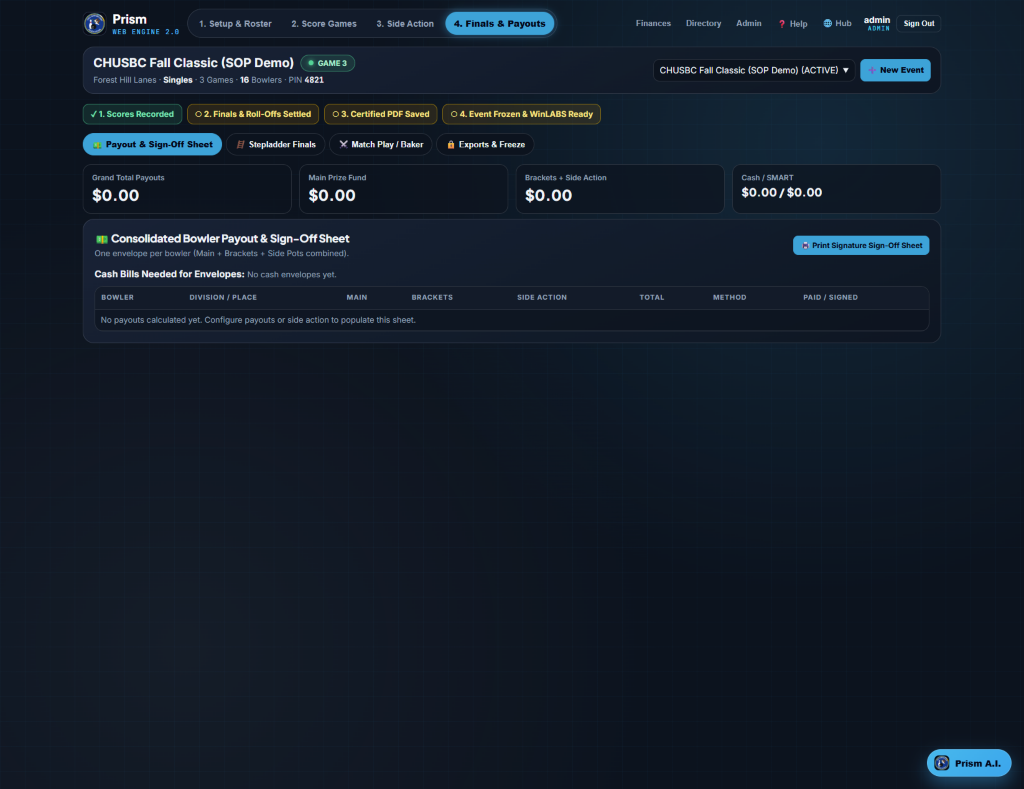 Prism
WEB ENGINE 2.0
1. Setup & Roster
2. Score Games
3. Side Action
4. Finals & Payouts
Finances
Directory
Admin
❓ Help
🌐 Hub
admin
ADMIN
Sign Out
CHUSBC Fall Classic (SOP Demo)
GAME 3
Forest Hill Lanes · Singles · 3 Games · 16 Bowlers · PIN 4821
CHUSBC Fall Classic (SOP Demo) (ACTIVE) ▼
➕ New Event
✓ 1. Scores Recorded
○ 2. Finals & Roll-Offs Settled
○ 3. Certified PDF Saved
○ 4. Event Frozen & WinLABS Ready
💵 Payout & Sign-Off Sheet
🪜 Stepladder Finals
⚔️ Match Play / Baker
🔒 Exports & Freeze
Grand Total Payouts
$0.00
Main Prize Fund
$0.00
Brackets + Side Action
$0.00
Cash / SMART
$0.00 / $0.00
💵 Consolidated Bowler Payout & Sign-Off Sheet
One envelope per bowler (Main + Brackets + Side Pots combined).
🖨️ Print Signature Sign-Off Sheet
Cash Bills Needed for Envelopes: No cash envelopes yet.
BOWLER DIVISION / PLACE MAIN BRACKETS SIDE ACTION TOTAL METHOD PAID / SIGNED
No payouts calculated yet. Configure payouts or side action to populate this sheet.
Prism A.I.